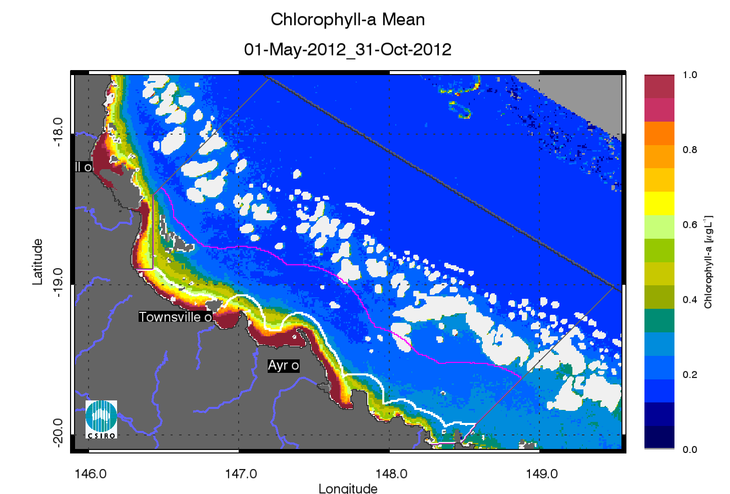 Chlorophyll-a Mean
01-May-2012_31-Oct-2012
-18.0
-19.0
-20.0
Latitude
ll o
Townsville o
Ayr o
CSIRO
146.0
147.0
148.0
149.0
Longitude
1.0
0.8
0.6
0.4
0.2
0.0
Chlorophyll-a [µgL⁻¹]